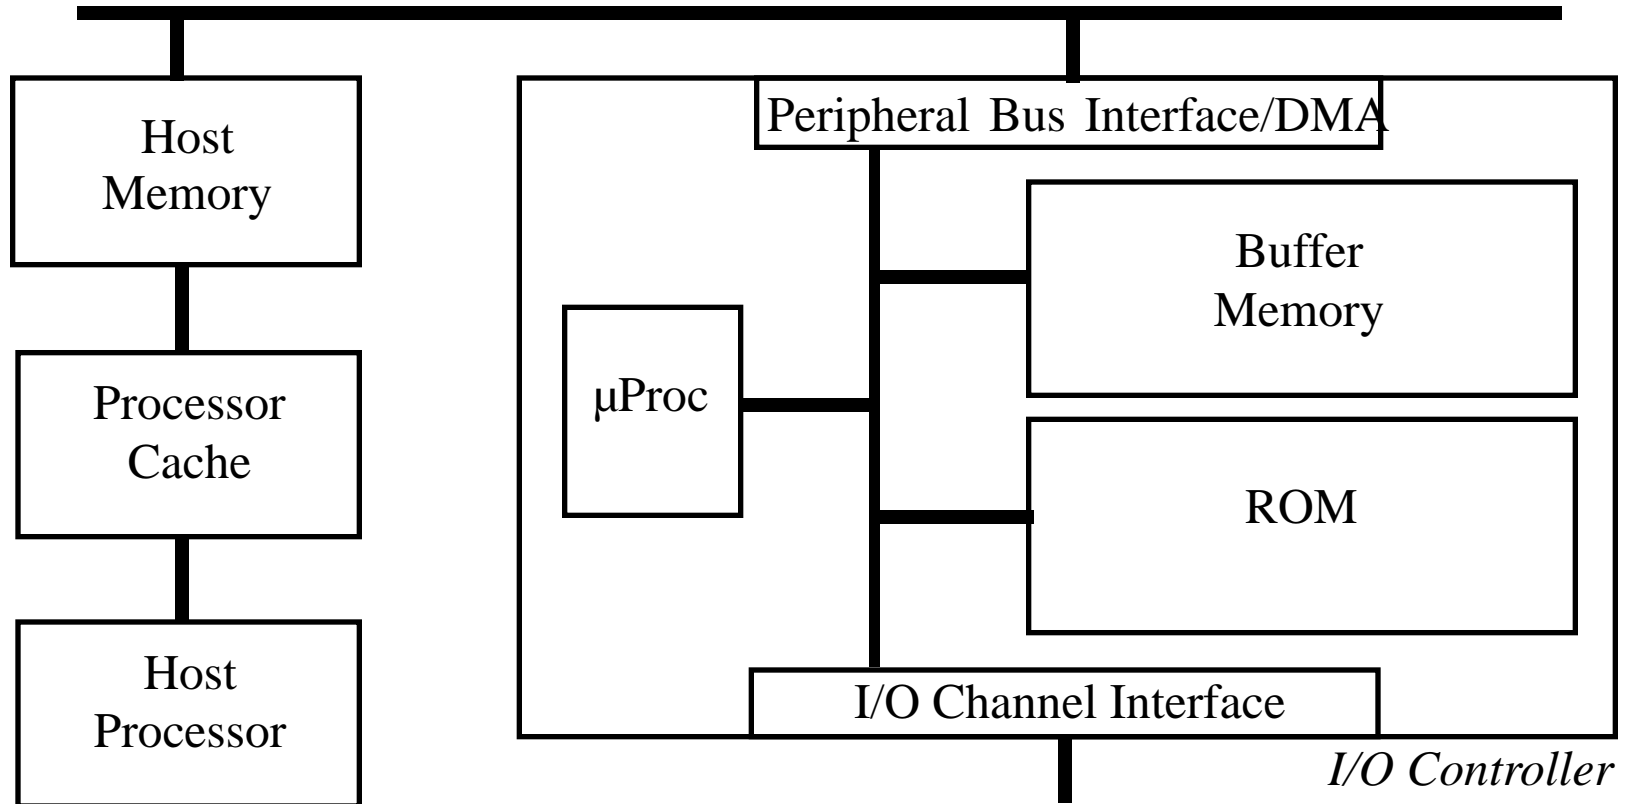 Host
Memory
Processor
Cache
Host
Processor
Peripheral Bus Interface/DMA
Buffer
Memory
μProc
ROM
I/O Channel Interface
I/O Controller